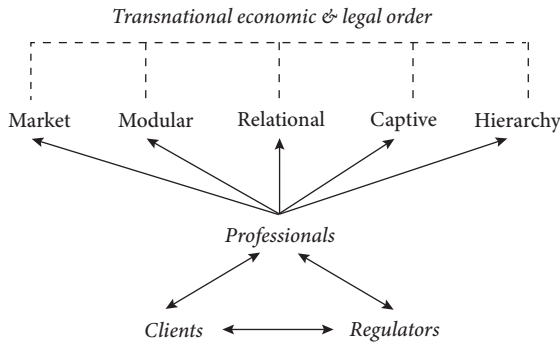 Transnational economic & legal order
Market Modular Relational Captive Hierarchy
Professionals
Clients Regulators